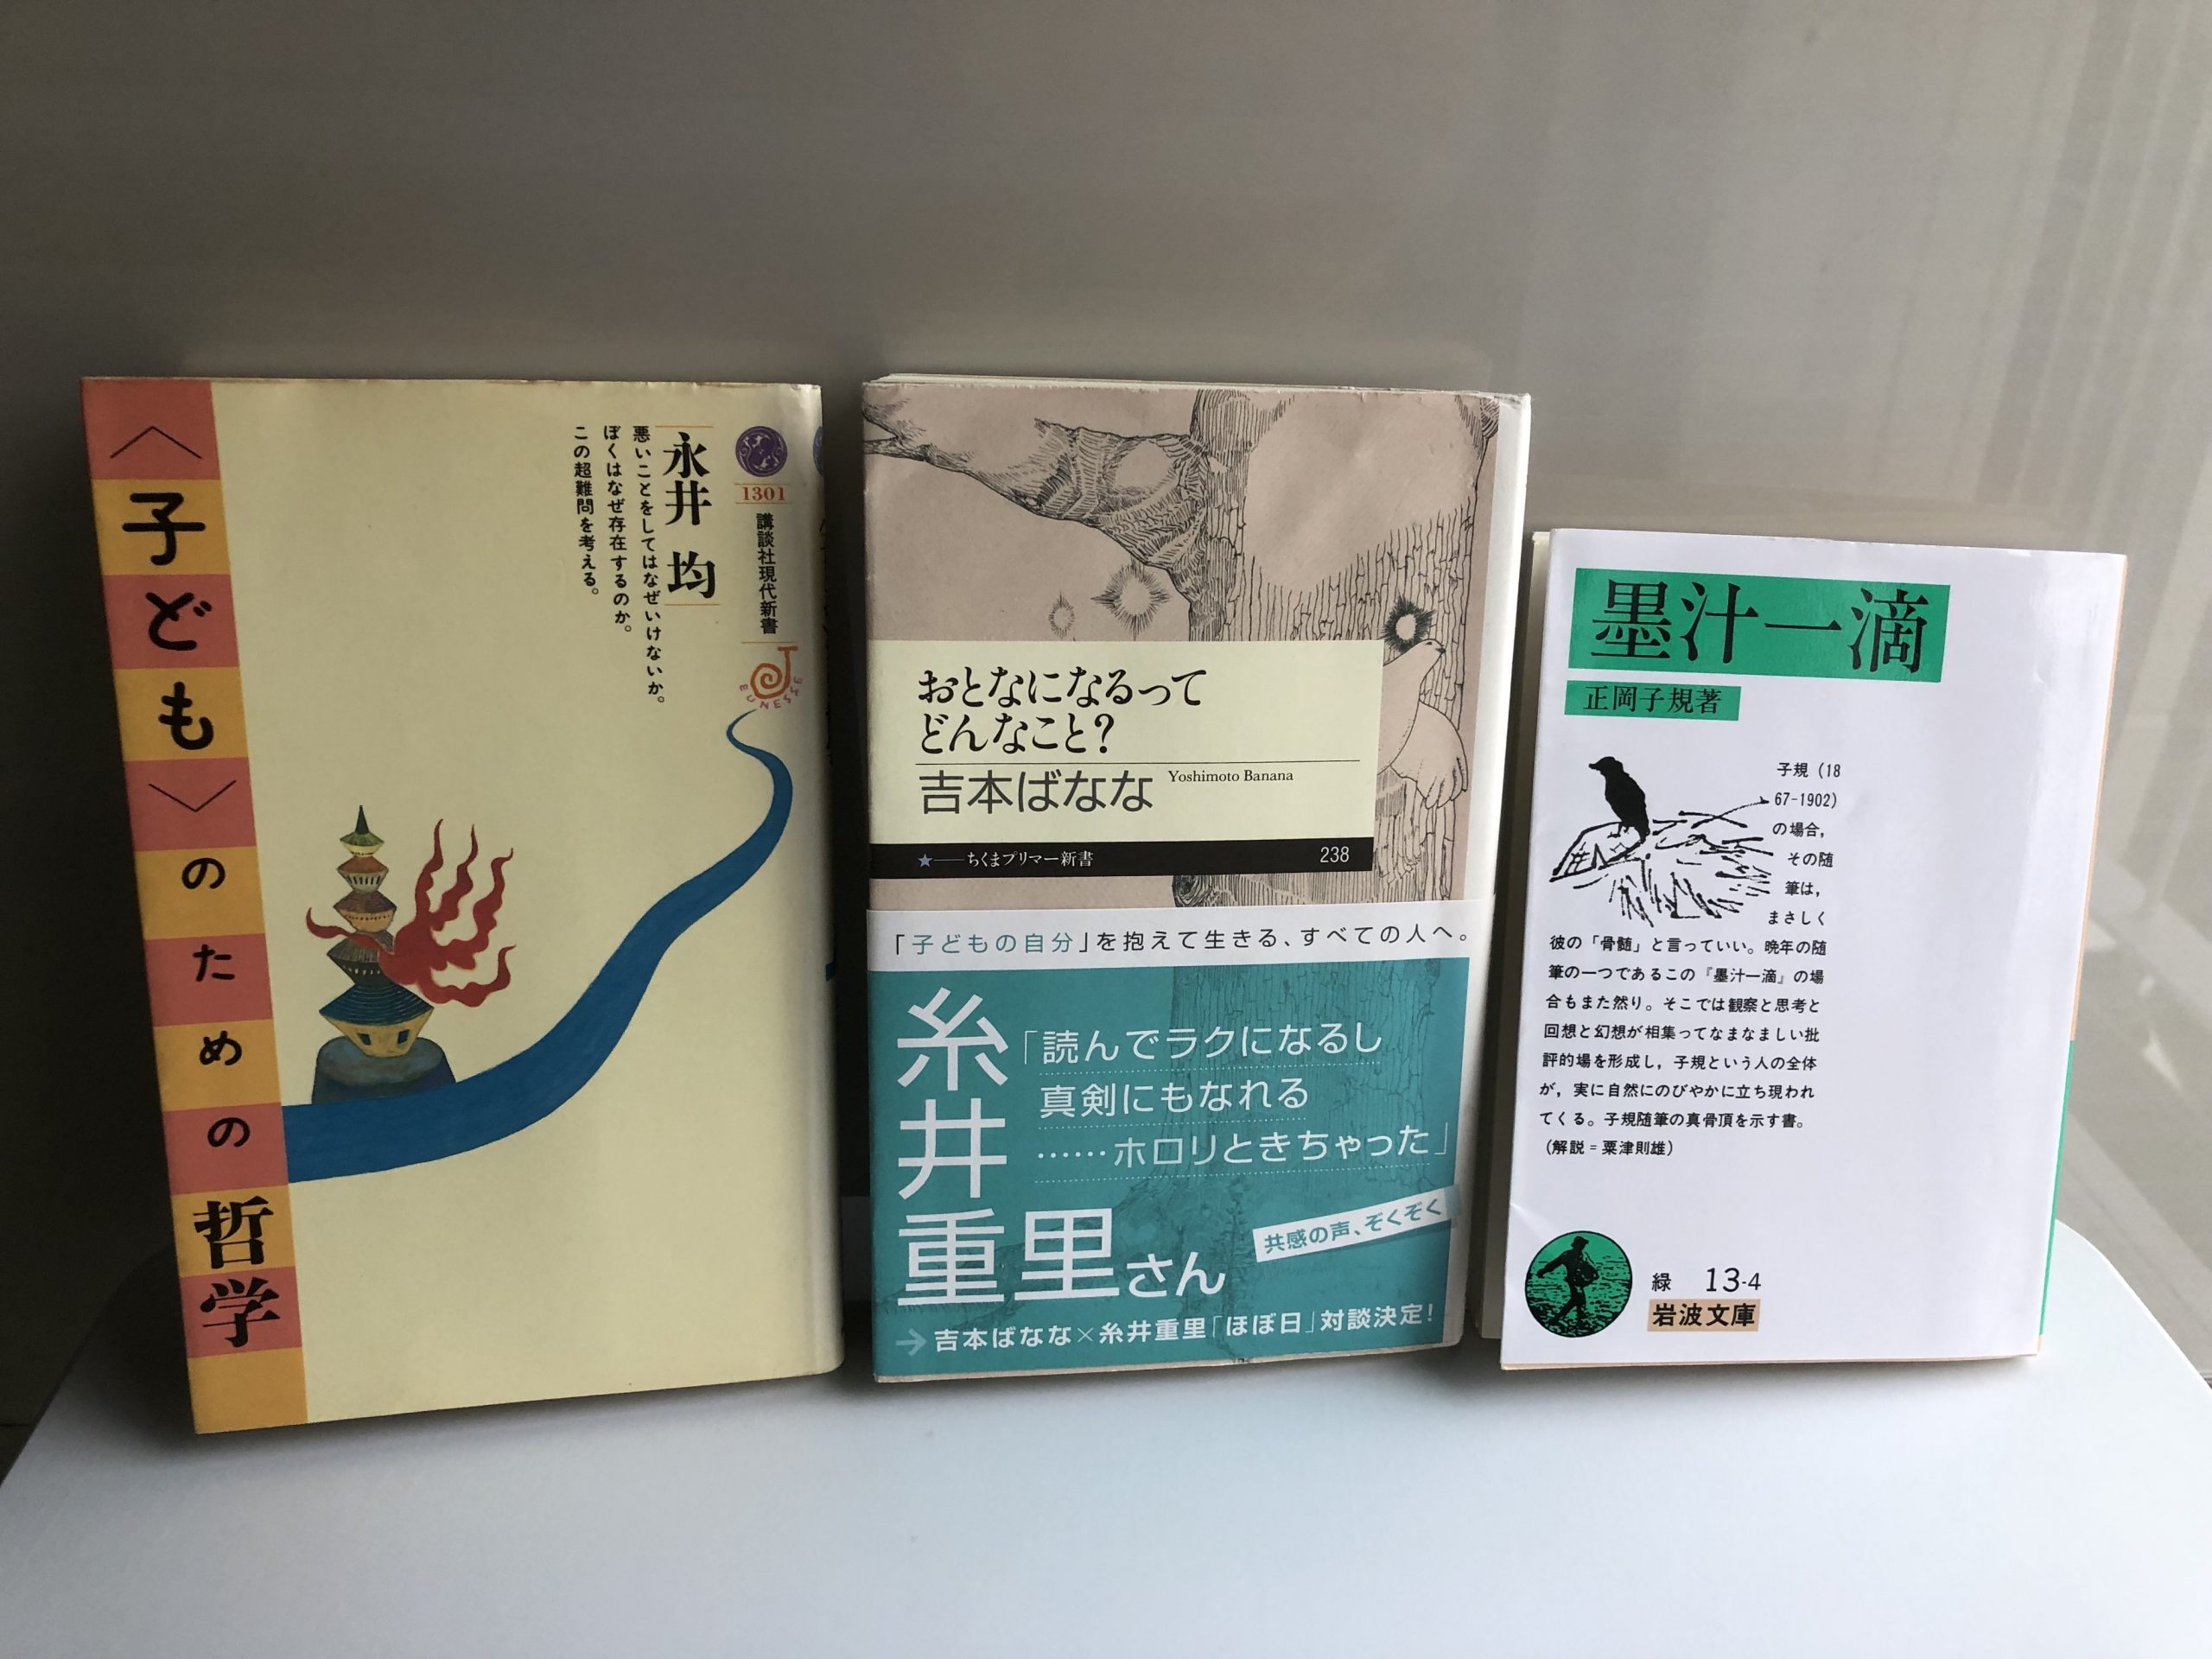 〈子ども〉のための哲学
永井 均
悪いことをしてはなぜいけないか。
ぼくはなぜ存在するのか。
この超難問を考える。
1301
講談社現代新書
おとなになるって
どんなこと?
吉本ばなな Yoshimoto Banana
★──ちくまプリマー新書 238
「子どもの自分」を抱えて生きる、すべての人へ。
糸井重里さん
「読んでラクになるし
真剣にもなれる
……ホロリときちゃった」
共感の声、ぞくぞく
→吉本ばなな×糸井重里「ほぼ日」対談決定!
墨汁一滴
正岡子規著
子規(18
67-1902)
の場合,
その随
筆は,
まさしく
彼の「骨髄」と言っていい。晩年の随
筆の一つであるこの『墨汁一滴』の場
合もまた然り。そこでは観察と思考と
回想と幻想が相集ってなまなましい批
評的場を形成し,子規という人の全体
が,実に自然にのびやかに立ち現われ
てくる。子規随筆の真骨頂を示す書。
(解説=粟津則雄)
緑 13-4
岩波文庫